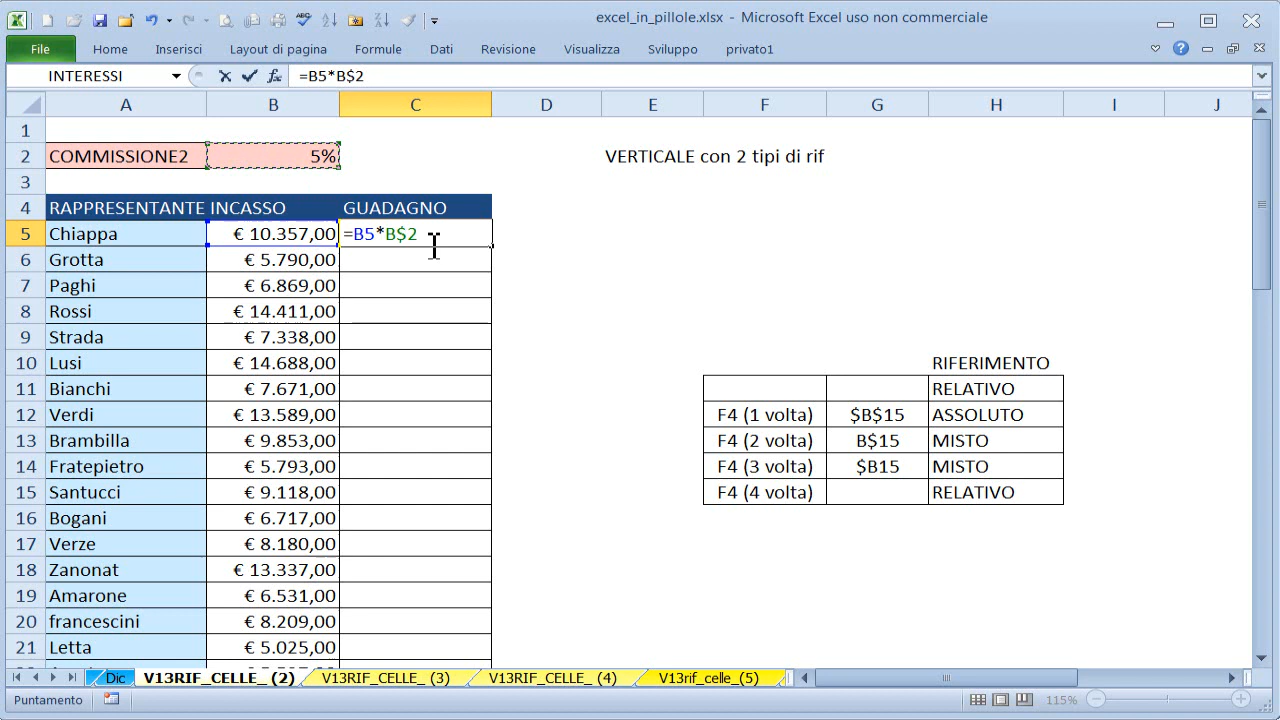 excel_in_pillole.xlsx - Microsoft Excel uso non commerciale
File Home Inserisci Layout di pagina Formule Dati Revisione Visualizza Sviluppo privato1
INTERESSI =B5*B$2
A B C D E F G H I J
1
2 COMMISSIONE2 5% VERTICALE con 2 tipi di rif
3
4 RAPPRESENTANTE INCASSO GUADAGNO
5 Chiappa € 10.357,00 =B5*B$2
6 Grotta € 5.790,00
7 Paghi € 6.869,00
8 Rossi € 14.411,00
9 Strada € 7.338,00
10 Lusi € 14.688,00 RIFERIMENTO
11 Bianchi € 7.671,00 RELATIVO
12 Verdi € 13.589,00 F4 (1 volta) $B$15 ASSOLUTO
13 Brambilla € 9.853,00 F4 (2 volta) B$15 MISTO
14 Fratepietro € 5.793,00 F4 (3 volta) $B15 MISTO
15 Santucci € 9.118,00 F4 (4 volta) RELATIVO
16 Bogani € 6.717,00
17 Verze € 8.180,00
18 Zanonat € 13.337,00
19 Amarone € 6.531,00
20 francescini € 8.209,00
21 Letta € 5.025,00
Dic V13RIF_CELLE_ (2) V13RIF_CELLE_ (3) V13RIF_CELLE_ (4) V13rif_celle_(5)
Puntamento 115%